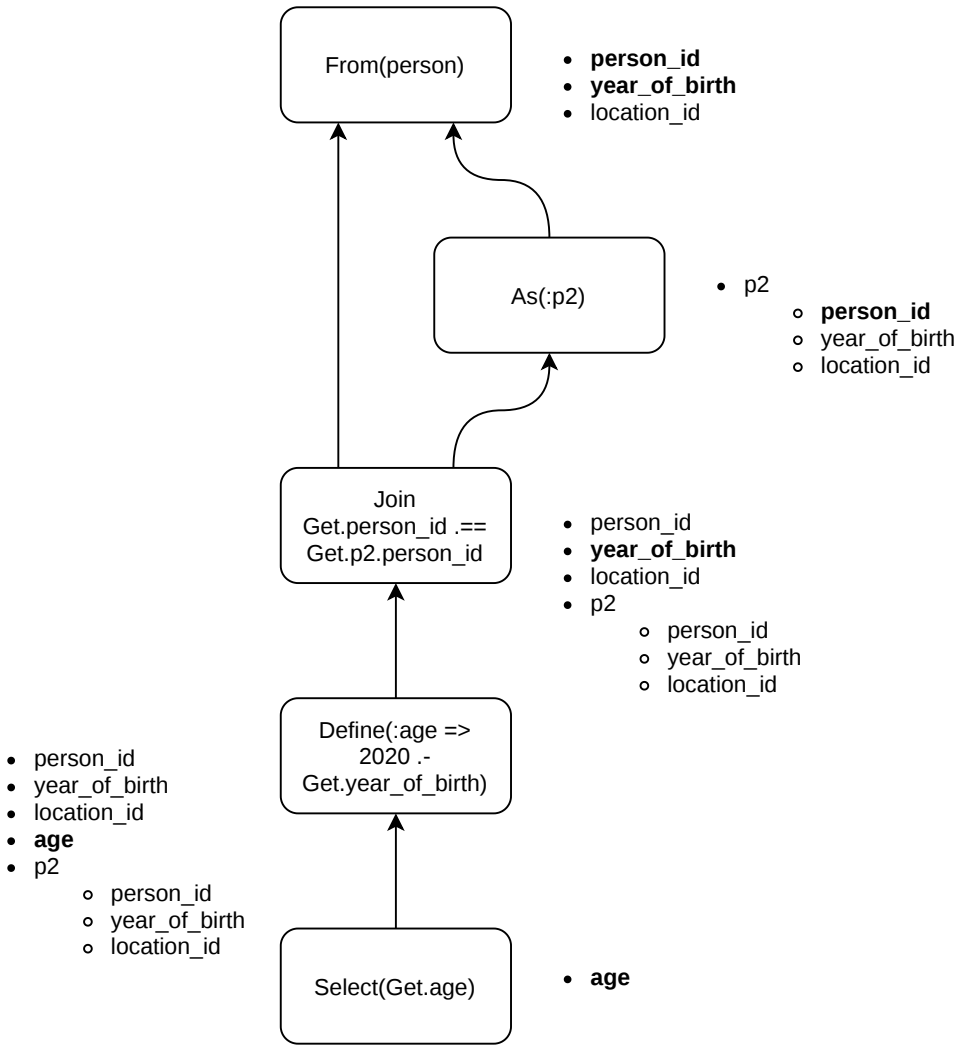 From(person)
person_id
year_of_birth
location_id
As(:p2)
p2
person_id
year_of_birth
location_id
Join
Get.person_id .==
Get.p2.person_id
person_id
year_of_birth
location_id
p2
person_id
year_of_birth
location_id
Define(:age =>
2020 .-
Get.year_of_birth)
person_id
year_of_birth
location_id
age
p2
person_id
year_of_birth
location_id
Select(Get.age)
age